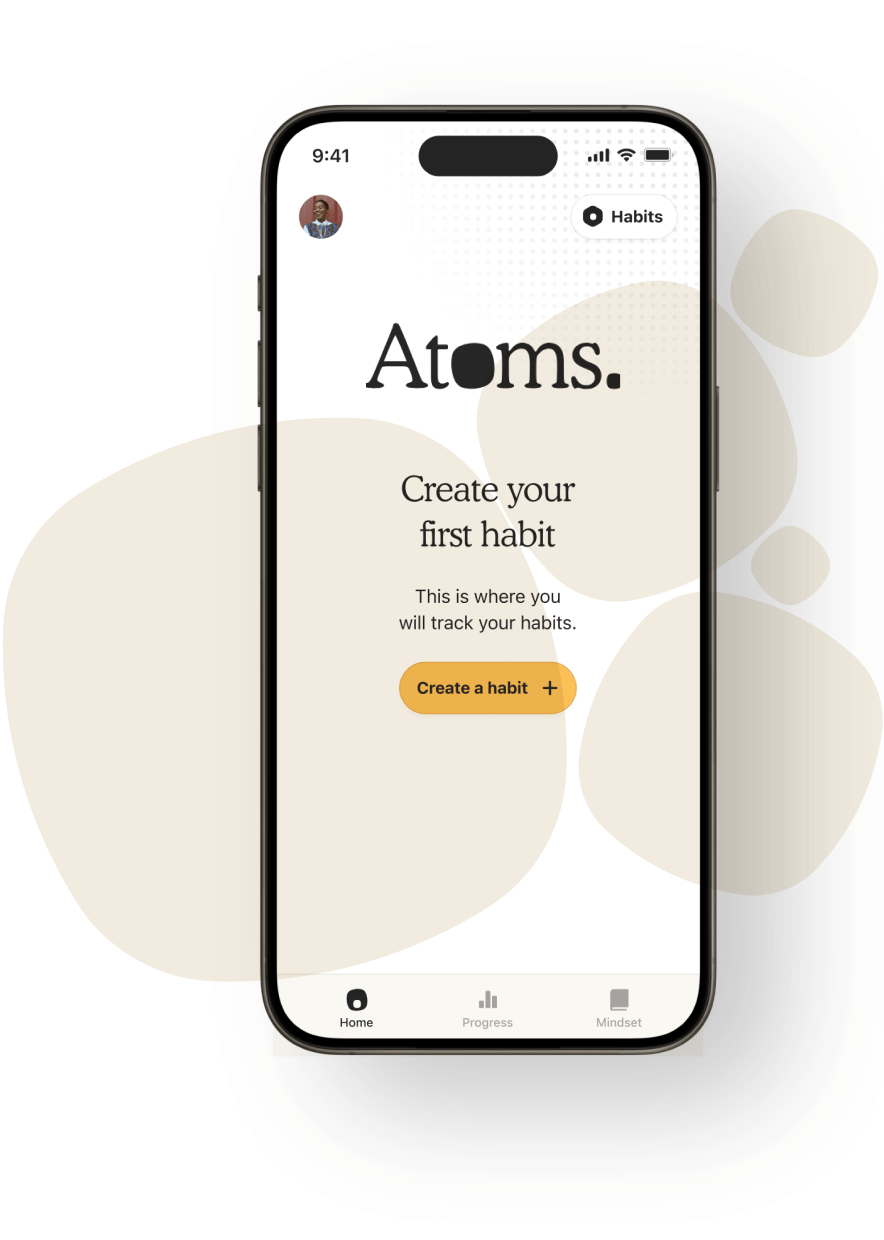 9:41
Habits
Atoms.
Create your
first habit
This is where you
will track your habits.
Create a habit +
Home
Progress
Mindset